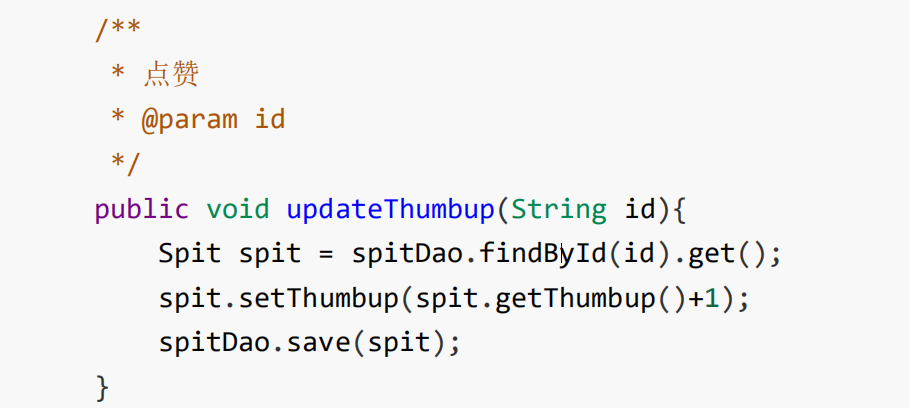 /**
 * 点赞
 * @param id
 */
public void updateThumbup(String id){
    Spit spit = spitDao.findById(id).get();
    spit.setThumbup(spit.getThumbup()+1);
    spitDao.save(spit);
}